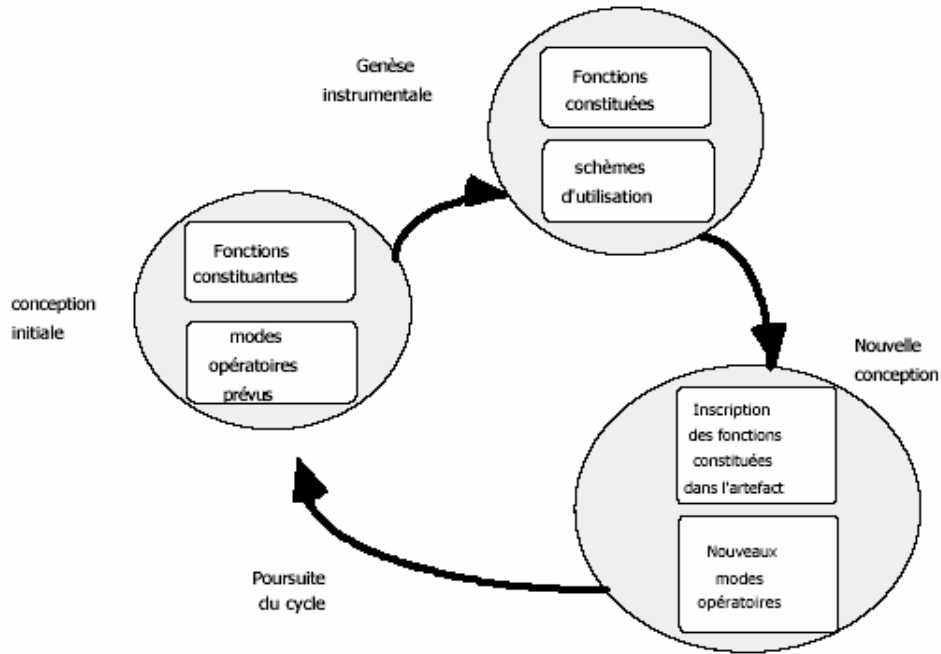 Genèse
instrumentale
Fonctions
constituées
schèmes
d'utilisation
conception
initiale
Fonctions
constituantes
modes
opératoires
prévus
Nouvelle
conception
Inscription
des fonctions
constituées
dans l'artefact
Nouveaux
modes
opératoires
Poursuite
du cycle